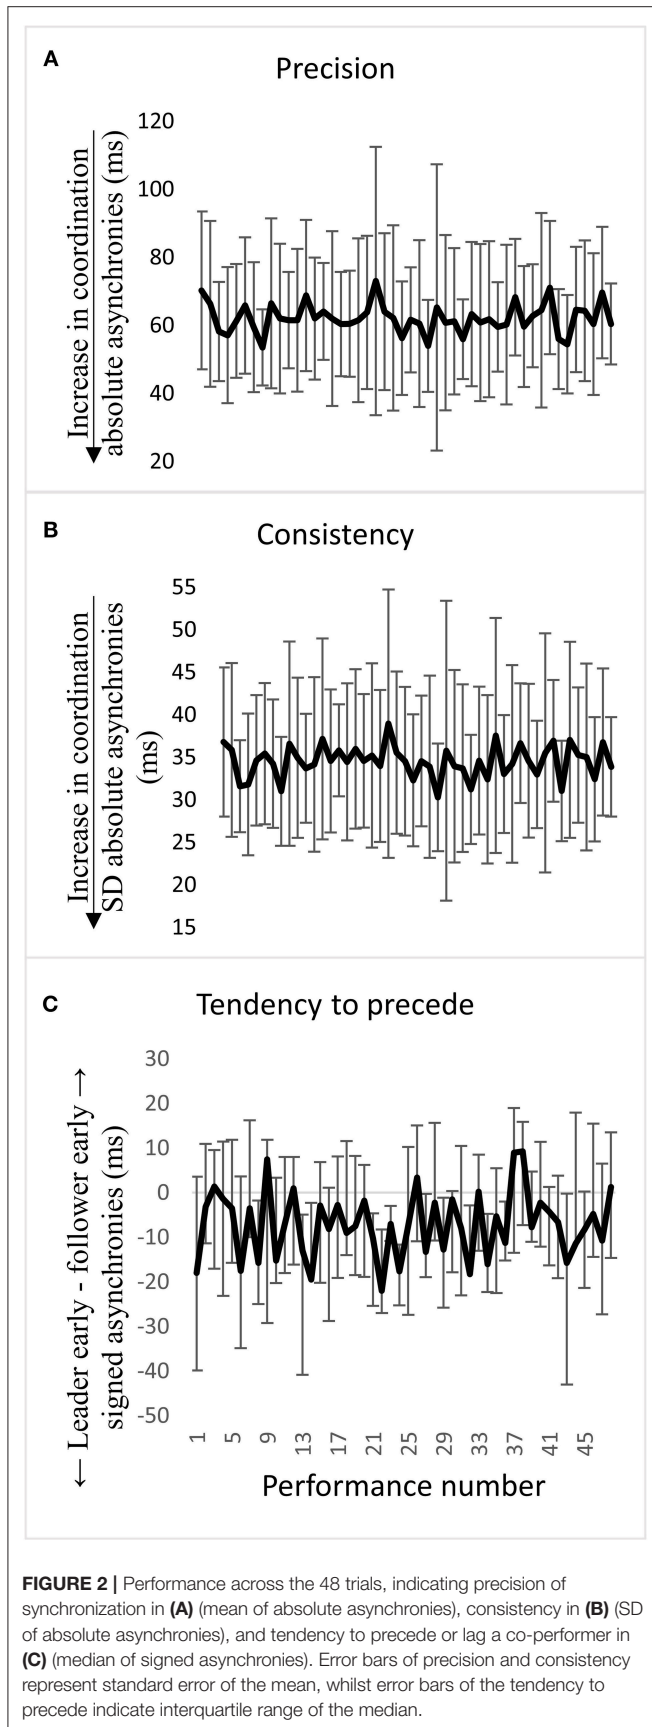 A
Precision
Increase in coordination
absolute asynchronies (ms)
120
100
80
60
40
20
B
Consistency
Increase in coordination
SD absolute asynchronies
(ms)
55
50
45
40
35
30
25
20
15
C
Tendency to precede
← Leader early - follower early →
signed asynchronies (ms)
30
20
10
0
-10
-20
-30
-40
-50
1 5 9 13 17 21 25 29 33 37 41 45
Performance number
FIGURE 2 | Performance across the 48 trials, indicating precision of
synchronization in (A) (mean of absolute asynchronies), consistency in (B) (SD
of absolute asynchronies), and tendency to precede or lag a co-performer in
(C) (median of signed asynchronies). Error bars of precision and consistency
represent standard error of the mean, whilst error bars of the tendency to
precede indicate interquartile range of the median.